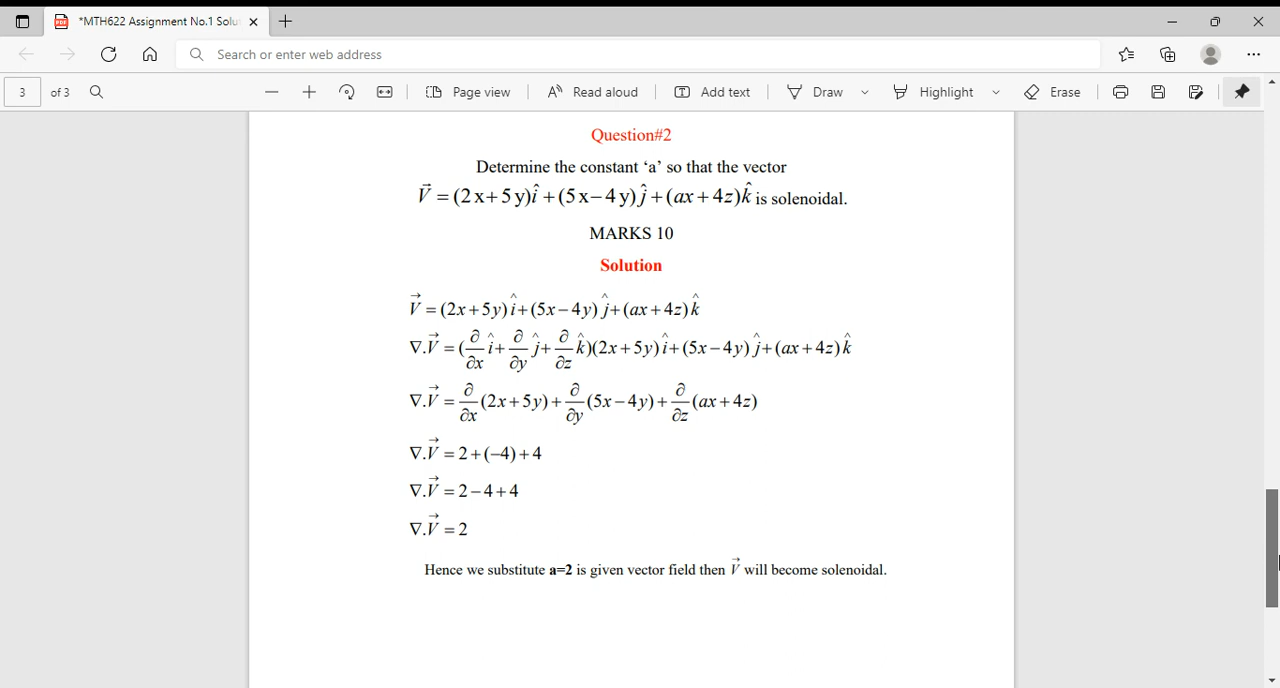 *MTH622 Assignment No.1 Solu
Search or enter web address
3 of 3 Page view Read aloud Add text Draw Highlight Erase
Question#2
Determine the constant ‘a’ so that the vector
V⃗ = (2x+5y)î + (5x−4y)ĵ + (ax+4z)k̂ is solenoidal.
MARKS 10
Solution
V⃗ = (2x+5y)î + (5x−4y)ĵ + (ax+4z)k̂
∇.V⃗ = (∂/∂x î + ∂/∂y ĵ + ∂/∂z k̂)(2x+5y)î + (5x−4y)ĵ + (ax+4z)k̂
∇.V⃗ = ∂/∂x (2x+5y) + ∂/∂y (5x−4y) + ∂/∂z (ax+4z)
∇.V⃗ = 2+(−4)+4
∇.V⃗ = 2−4+4
∇.V⃗ = 2
Hence we substitute a=2 is given vector field then V⃗ will become solenoidal.